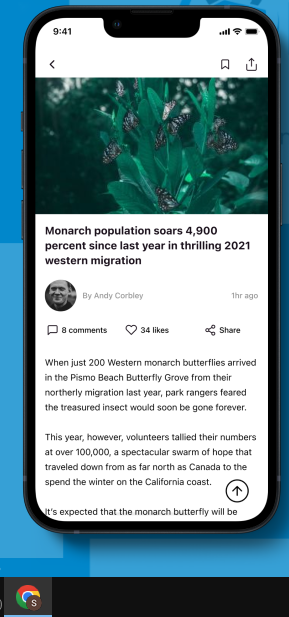 9:41
Monarch population soars 4,900
percent since last year in thrilling 2021
western migration
By Andy Corbley
1hr ago
8 comments
34 likes
Share
When just 200 Western monarch butterflies arrived
in the Pismo Beach Butterfly Grove from their
northerly migration last year, park rangers feared
the treasured insect would soon be gone forever.
This year, however, volunteers tallied their numbers
at over 100,000, a spectacular swarm of hope that
traveled down from as far north as Canada to the
spend the winter on the California coast.
It's expected that the monarch butterfly will be
S